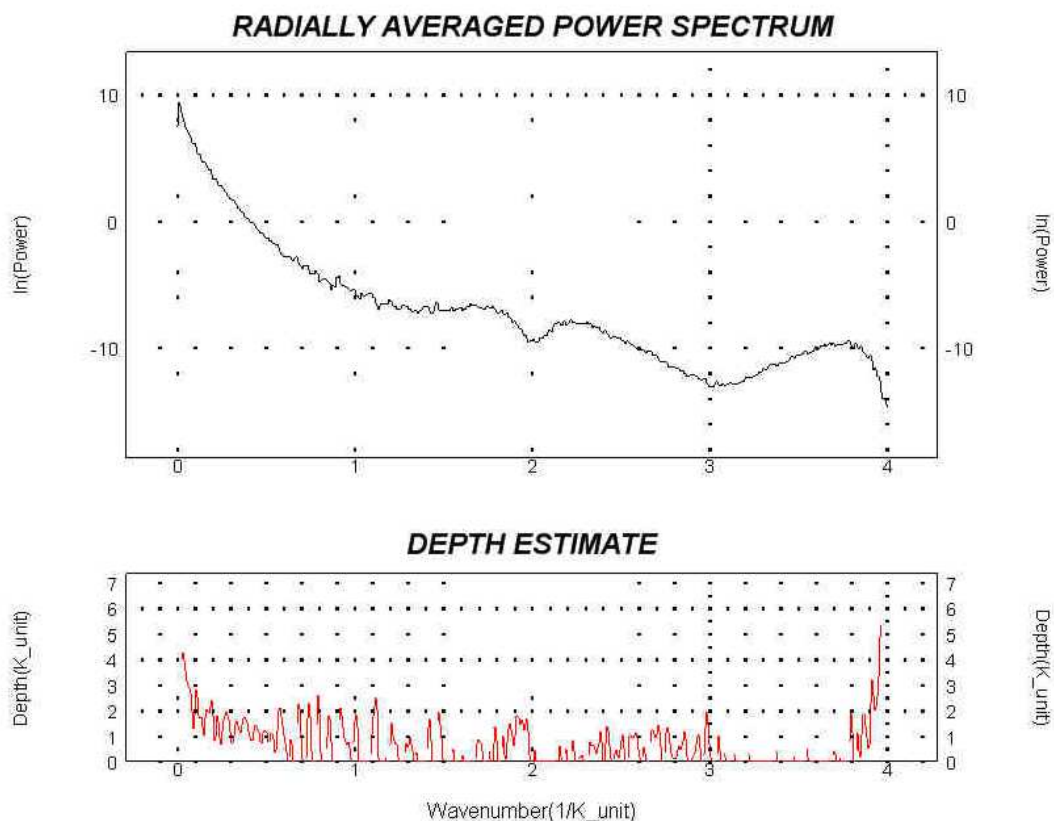 RADIALLY AVERAGED POWER SPECTRUM
10 10
ln(Power) 0 0 ln(Power)
-10 -10
0 1 2 3 4
DEPTH ESTIMATE
7 7
6 6
5 5
Depth(K_unit) 4 4 Depth(K_unit)
3 3
2 2
1 1
0 0
0 1 2 3 4
Wavenumber(1/K_unit)